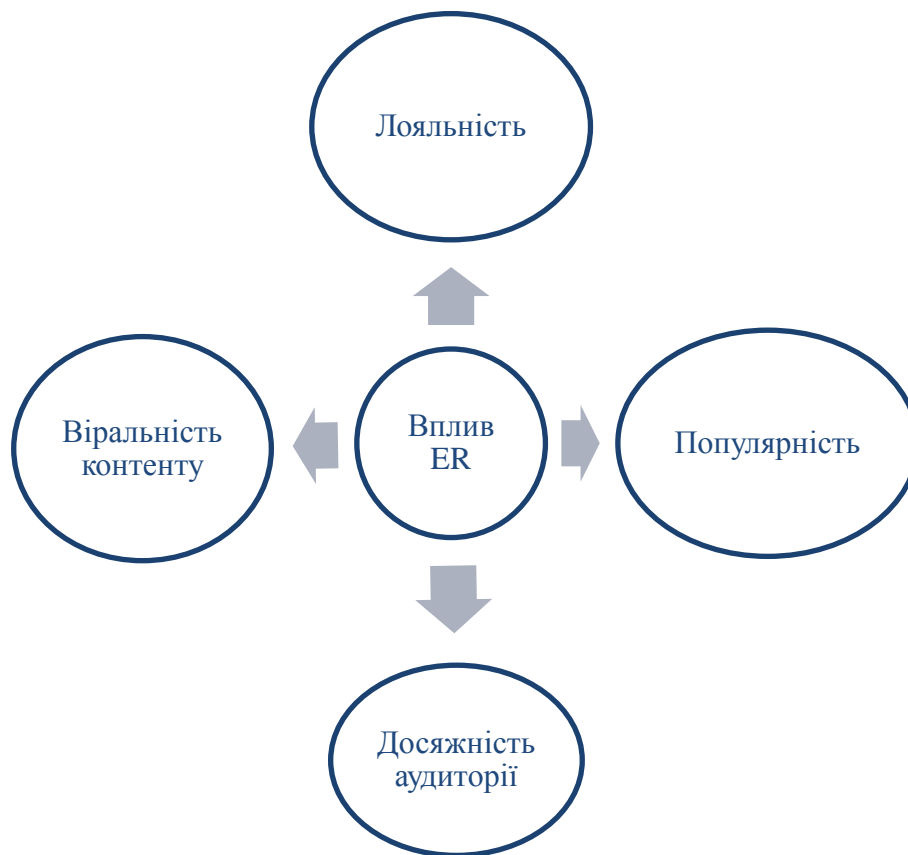 Лояльність
Віральність
контенту
Вплив
ER
Популярність
Досяжність
аудиторії